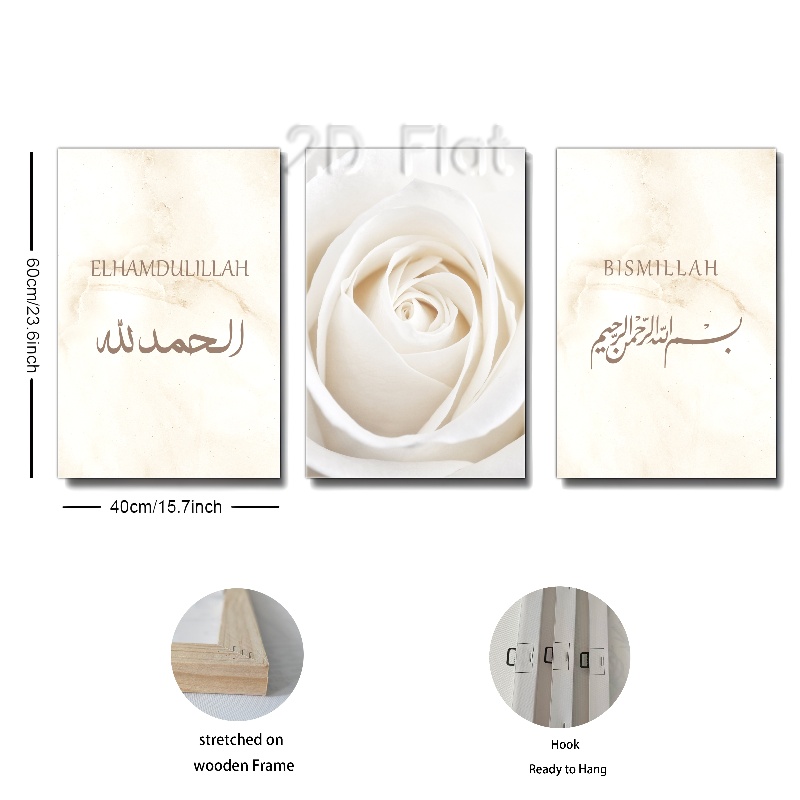 2D Flat
60cm/23.6inch
ELHAMDULILLAH
الحمد لله
BISMILLAH
بسم الله الرحمن الرحيم
40cm/15.7inch
stretched on
wooden Frame
Hook
Ready to Hang